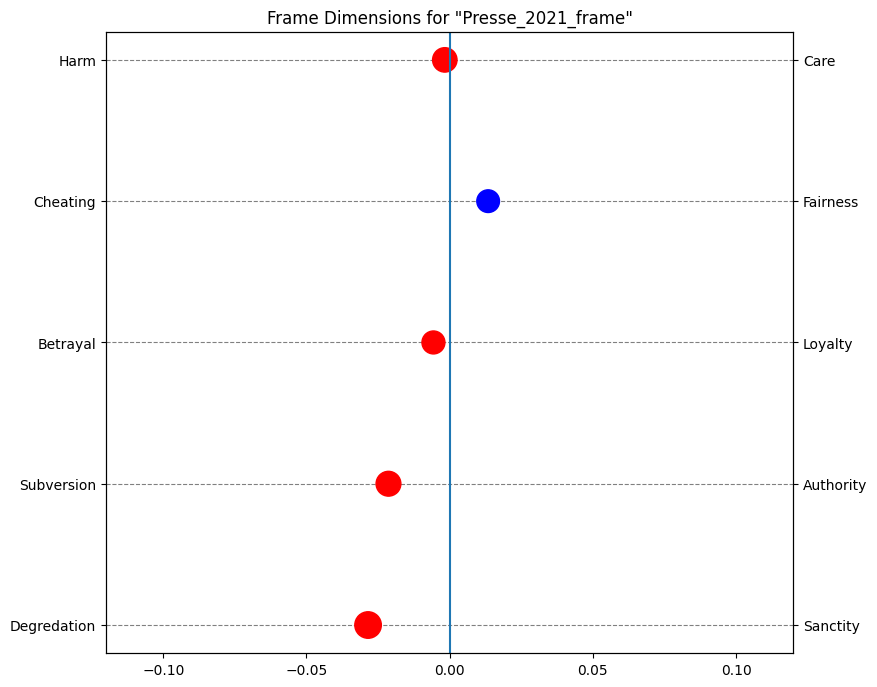 Frame Dimensions for "Presse_2021_frame"
Harm
Care
Cheating
Fairness
Betrayal
Loyalty
Subversion
Authority
Degredation
Sanctity
−0.10
−0.05
0.00
0.05
0.10